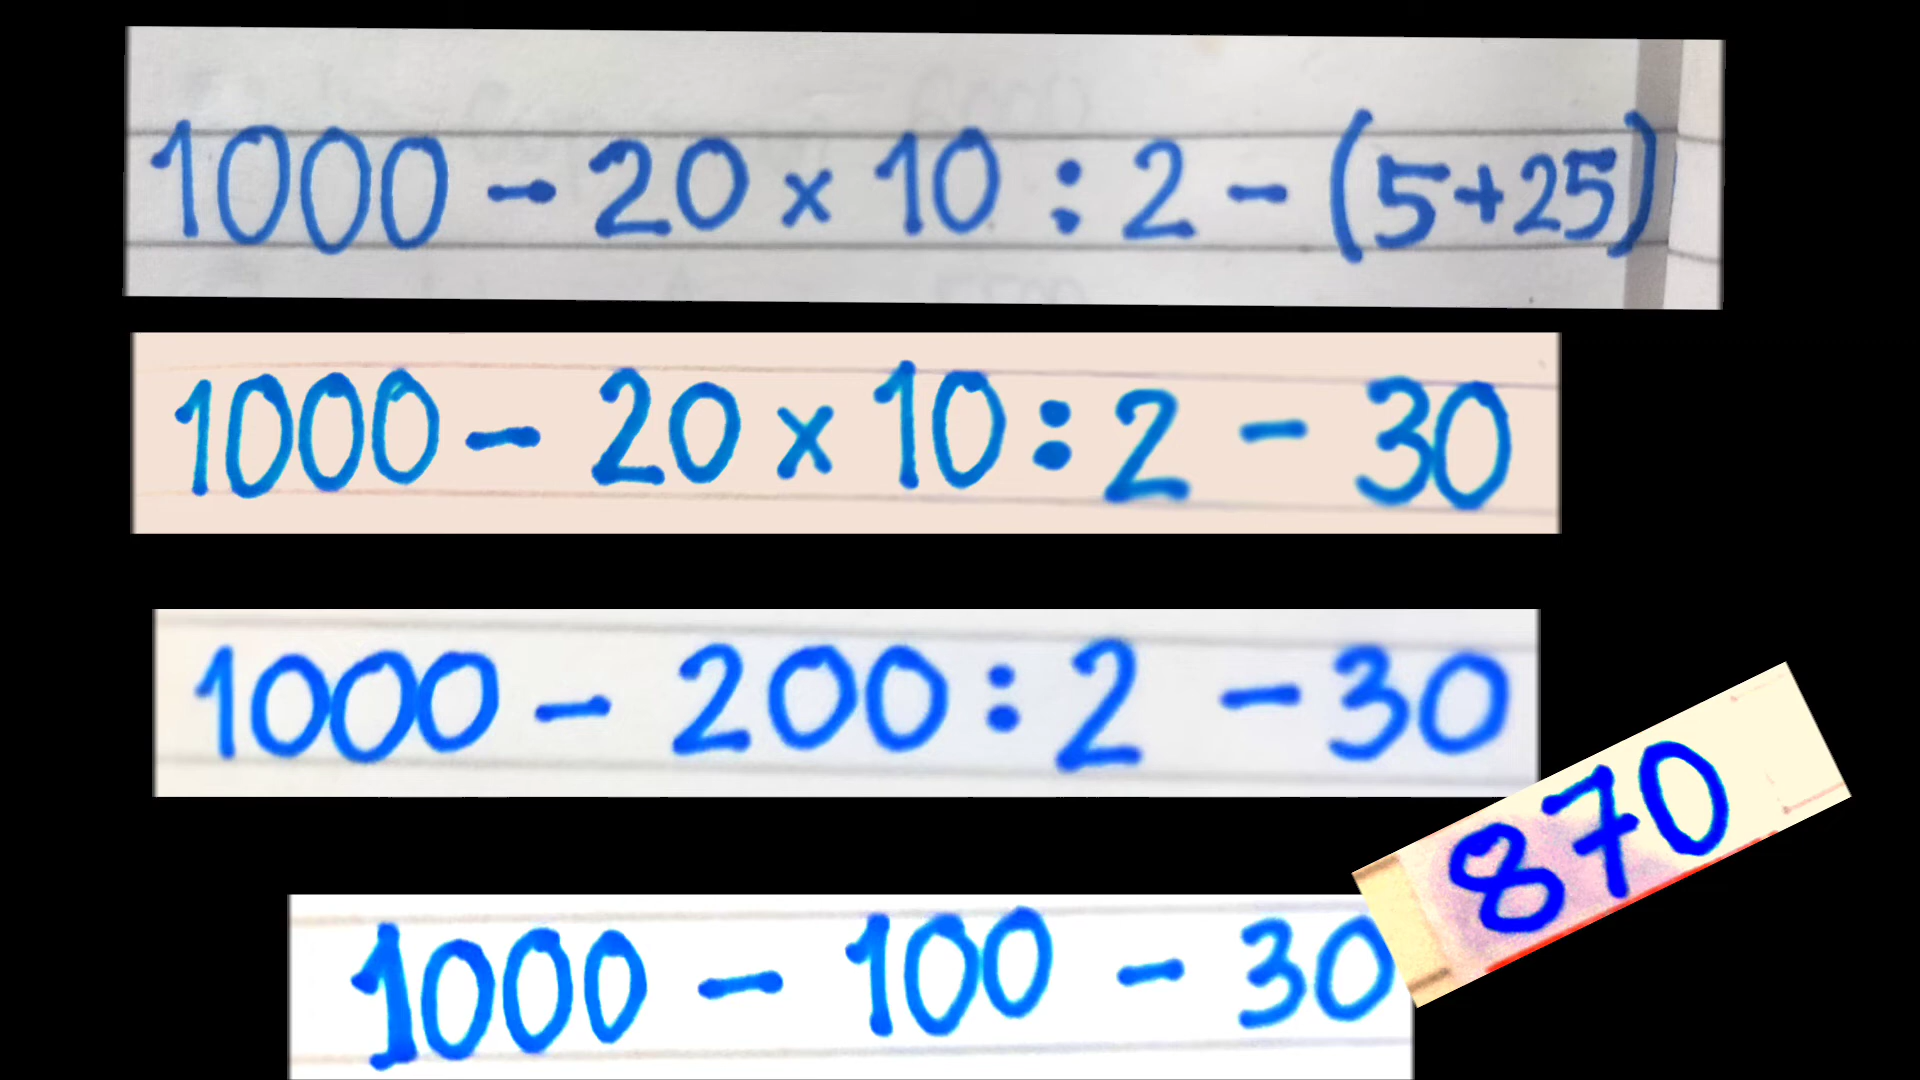 1000 - 20 × 10 : 2 - (5+25)
1000 - 20 × 10 : 2 - 30
1000 - 200 : 2 - 30
870
1000 - 100 - 30